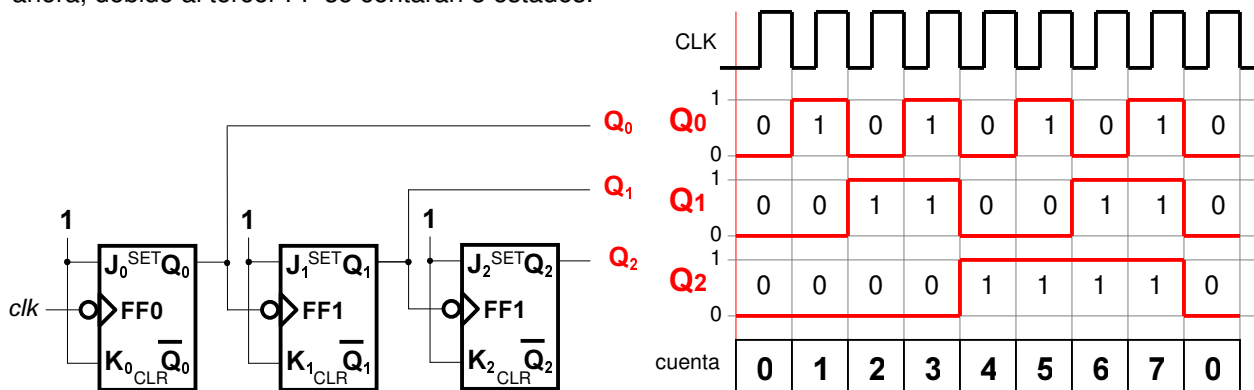 ahora, debido al tercer FF se contarán 8 estados.
CLK
Q0
Q1
Q2
1 1 1
J0 SET Q0 J1 SET Q1 J2 SET Q2
clk FF0 FF1 FF1
K0 CLR Q0 K1 CLR Q1 K2 CLR Q2
1
Q0 0 1 0 1 0 1 0 1 0
0
1
Q1 0 0 1 1 0 0 1 1 0
0
1
Q2 0 0 0 0 1 1 1 1 0
0
cuenta 0 1 2 3 4 5 6 7 0